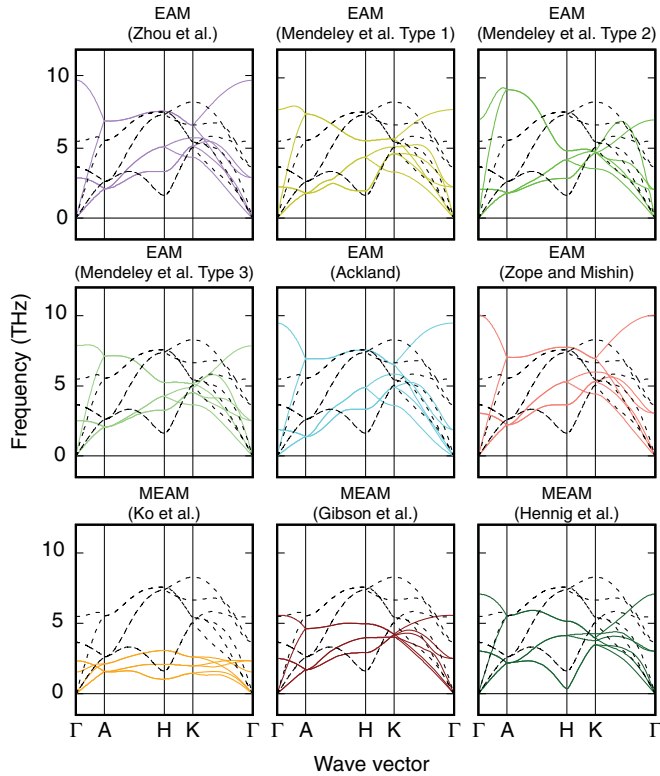 EAM
(Zhou et al.)
EAM
(Mendeley et al. Type 1)
EAM
(Mendeley et al. Type 2)
10
5
0
EAM
(Mendeley et al. Type 3)
EAM
(Ackland)
EAM
(Zope and Mishin)
10
5
0
Frequency (THz)
MEAM
(Ko et al.)
MEAM
(Gibson et al.)
MEAM
(Hennig et al.)
10
5
0
Γ A H K Γ Γ A H K Γ Γ A H K Γ
Wave vector